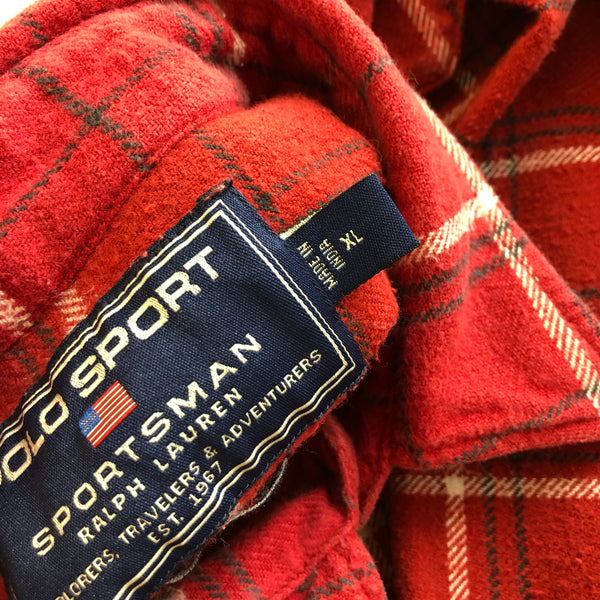 POLO SPORT
SPORTSMAN
RALPH LAUREN
EXPLORERS, TRAVELERS & ADVENTURERS
EST. 1967
XL
MADE IN
INDIA